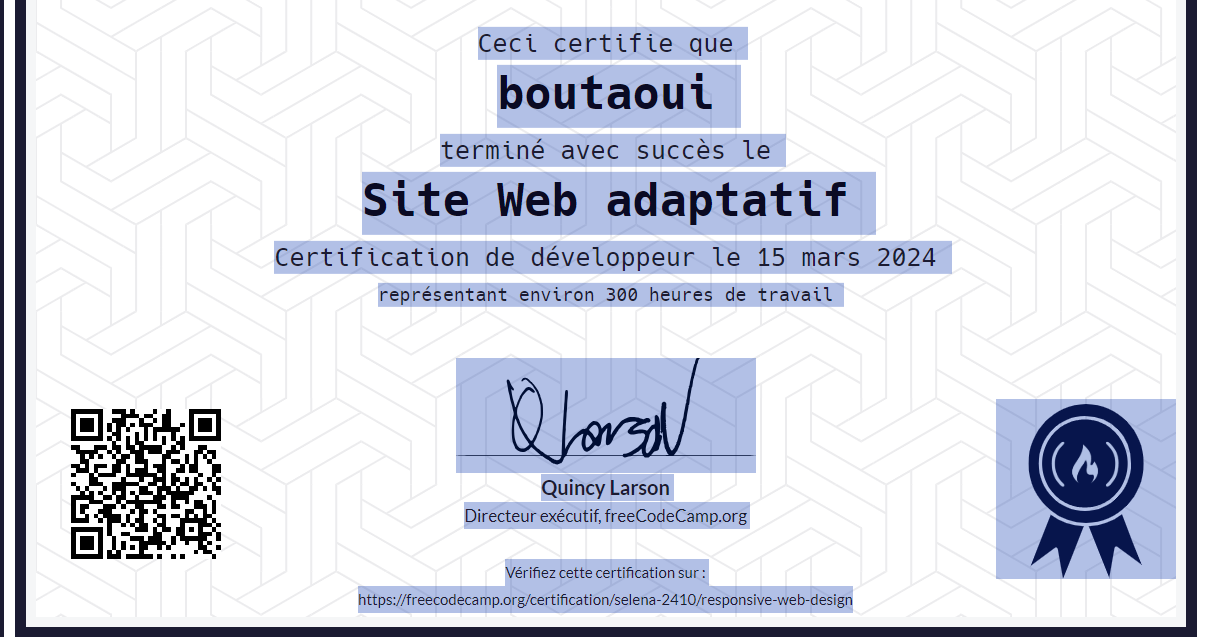 Ceci certifie que
boutaoui
terminé avec succès le
Site Web adaptatif
Certification de développeur le 15 mars 2024
représentant environ 300 heures de travail
Quincy Larson
Directeur exécutif, freeCodeCamp.org
Vérifiez cette certification sur :
https://freecodecamp.org/certification/selena-2410/responsive-web-design